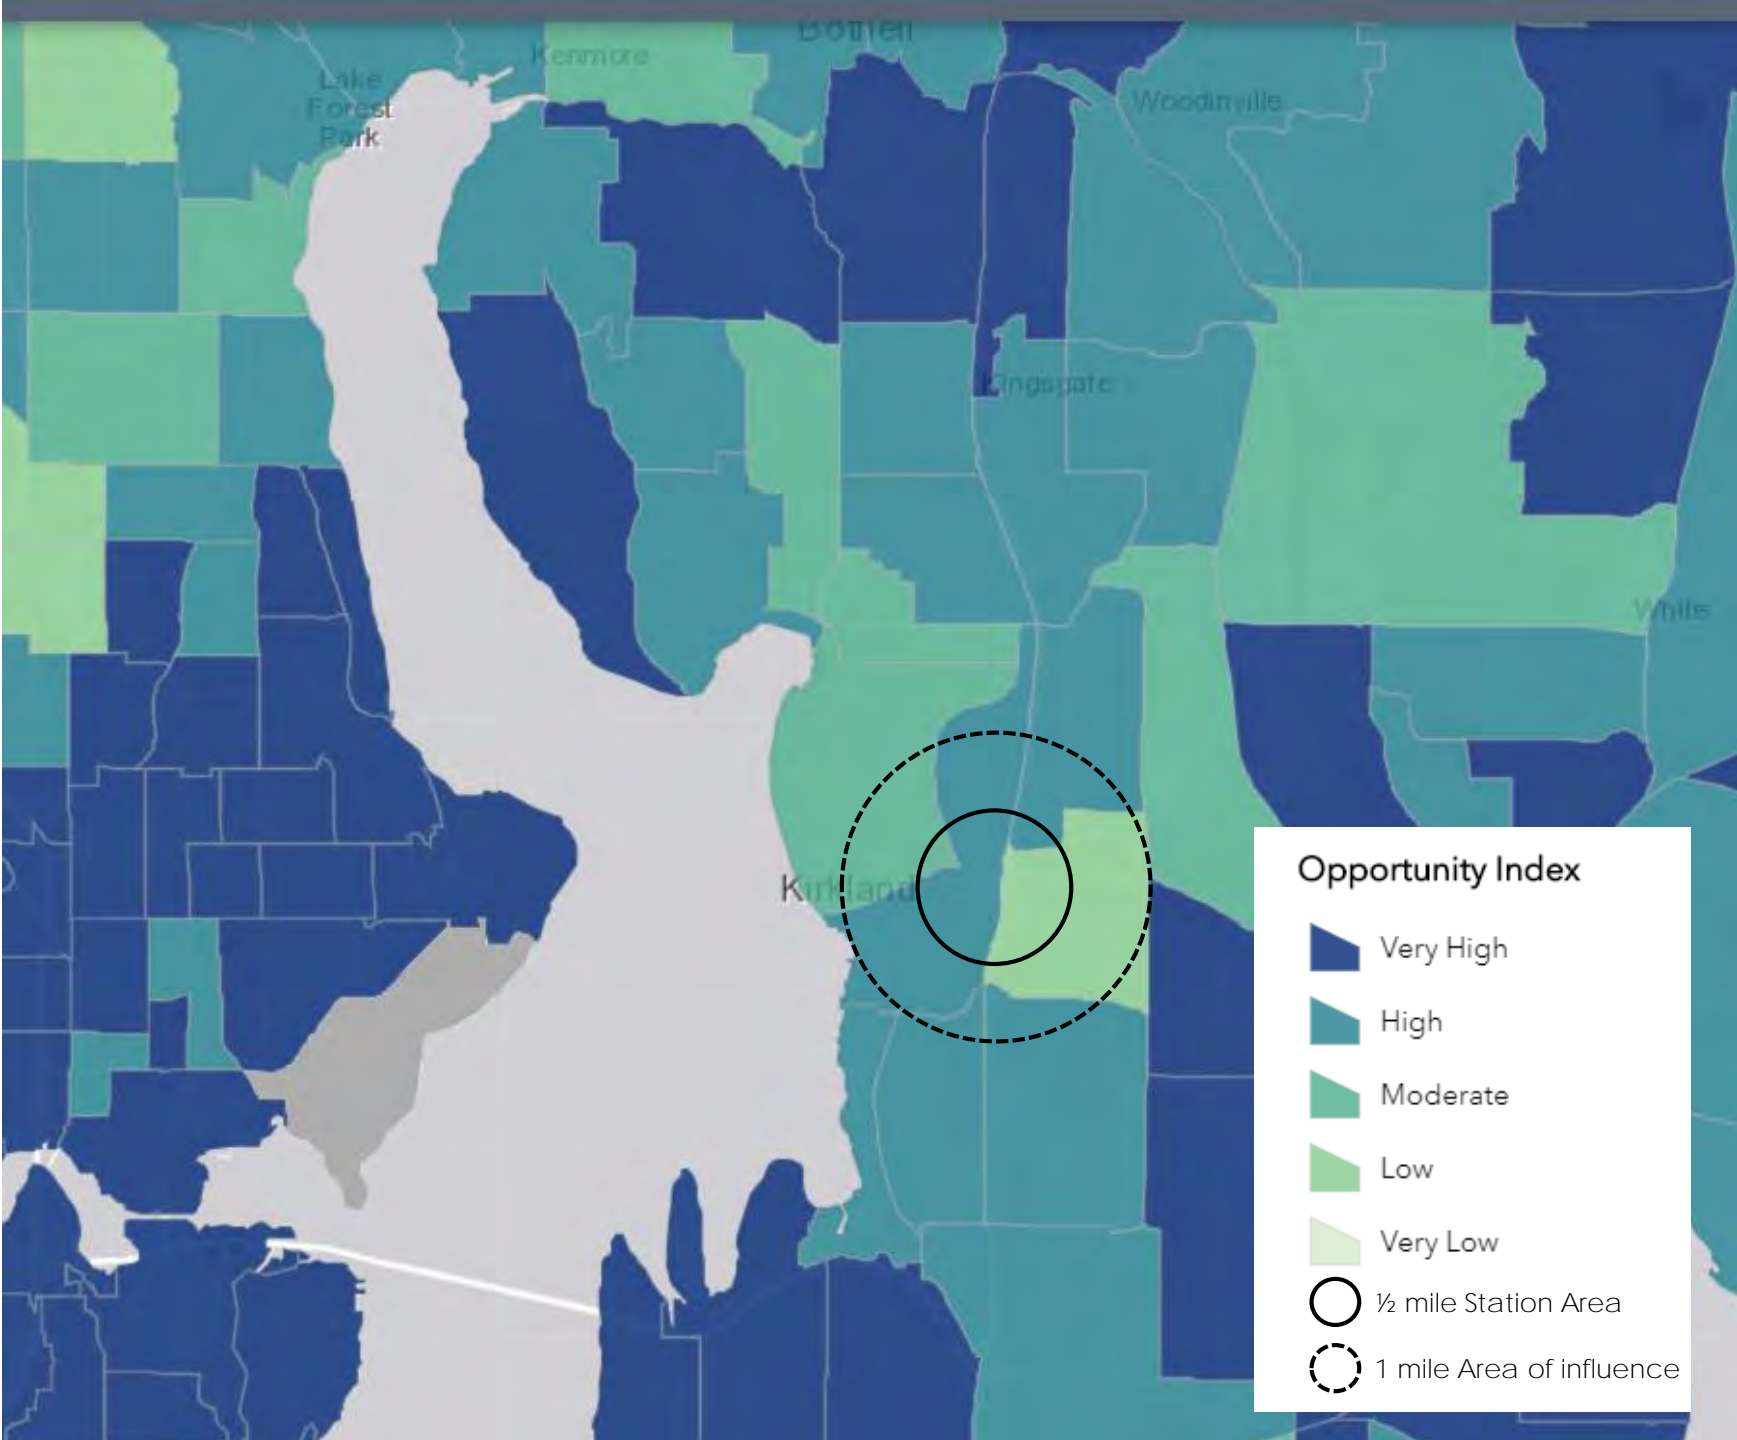 Bothell
Kenmore
Lake
Forest
Park
Woodinville
Kingsgate
White
Kirkland
Opportunity Index
Very High
High
Moderate
Low
Very Low
½ mile Station Area
1 mile Area of influence